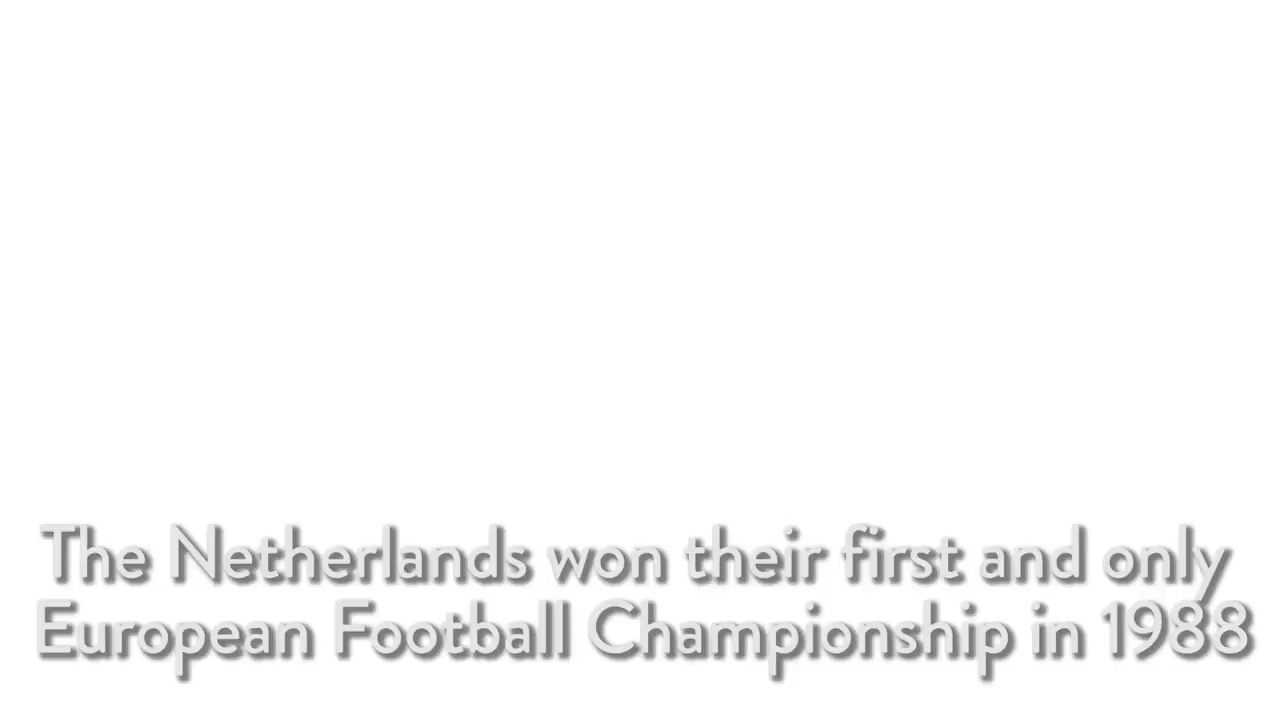 The Netherlands won their first and only
European Football Championship in 1988